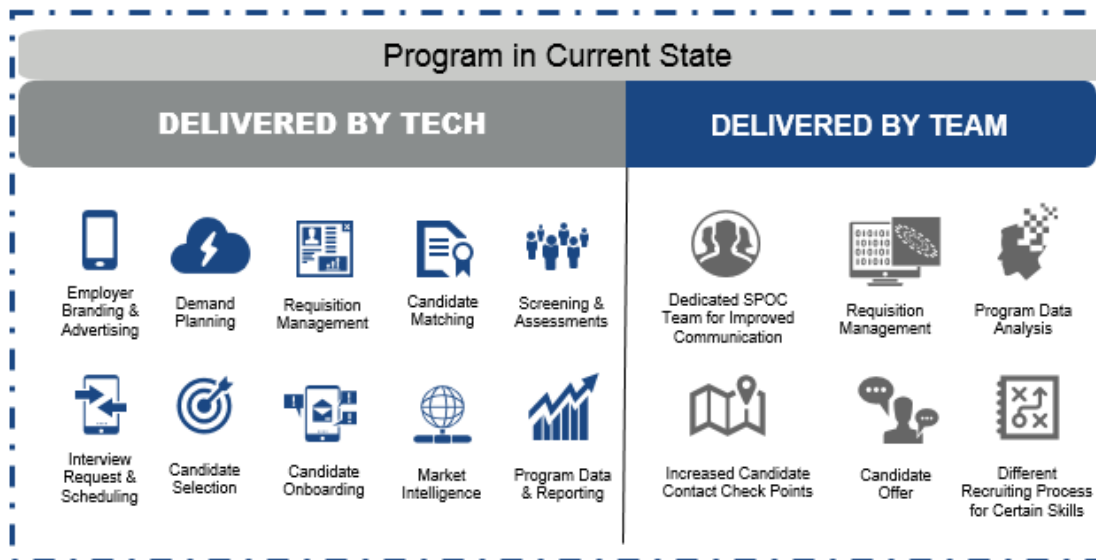 Program in Current State
DELIVERED BY TECH
DELIVERED BY TEAM
Employer
Branding &
Advertising
Demand
Planning
Requisition
Management
Candidate
Matching
Screening &
Assessments
Dedicated SPOC
Team for Improved
Communication
Requisition
Management
Program Data
Analysis
Interview
Request &
Scheduling
Candidate
Selection
Candidate
Onboarding
Market
Intelligence
Program Data
& Reporting
Increased Candidate
Contact Check Points
Candidate
Offer
Different
Recruiting Process
for Certain Skills